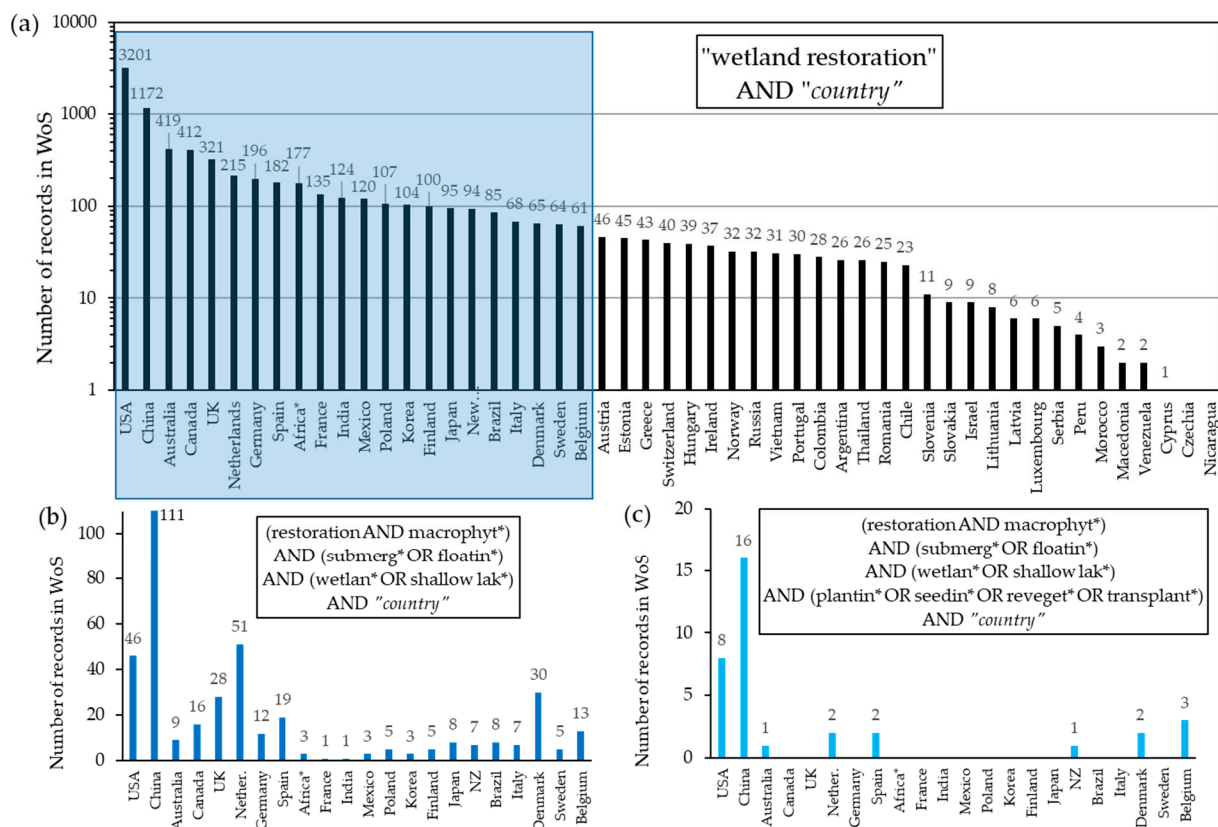 (a)
10000
1000
100
10
1
Number of records in WoS
"wetland restoration"
AND "country”
3201
1172
419
412
321
215
196
182
177
135
124
120
107
104
100
95
94
85
68
65
64
61
46
45
43
40
39
37
32
32
31
30
28
26
26
25
23
11
9
9
8
6
6
5
4
3
2
2
1
USA
China
Australia
Canada
UK
Netherlands
Germany
Spain
Africa*
France
India
Mexico
Poland
Korea
Finland
Japan
New…
Brazil
Italy
Denmark
Sweden
Belgium
Austria
Estonia
Greece
Switzerland
Hungary
Ireland
Norway
Russia
Vietnam
Portugal
Colombia
Argentina
Thailand
Romania
Chile
Slovenia
Slovakia
Israel
Lithuania
Latvia
Luxembourg
Serbia
Peru
Morocco
Macedonia
Venezuela
Cyprus
Czechia
Nicaragua
(b)
100
80
60
40
20
0
Number of records in WoS
(restoration AND macrophyt*)
AND (submerg* OR floatin*)
AND (wetlan* OR shallow lak*)
AND ”country”
46
111
9
16
28
51
12
19
3
1
1
3
5
3
5
8
7
8
7
30
5
13
USA
China
Australia
Canada
UK
Nether.
Germany
Spain
Africa*
France
India
Mexico
Poland
Korea
Finland
Japan
NZ
Brazil
Italy
Denmark
Sweden
Belgium
(c)
20
15
10
5
0
Number of records in WoS
(restoration AND macrophyt*)
AND (submerg* OR floatin*)
AND (wetlan* OR shallow lak*)
AND (plantin* OR seedin* OR reveget* OR transplant*)
AND ”country”
8
16
1
2
2
1
2
3
USA
China
Australia
Canada
UK
Nether.
Germany
Spain
Africa*
France
India
Mexico
Poland
Korea
Finland
Japan
NZ
Brazil
Italy
Denmark
Sweden
Belgium